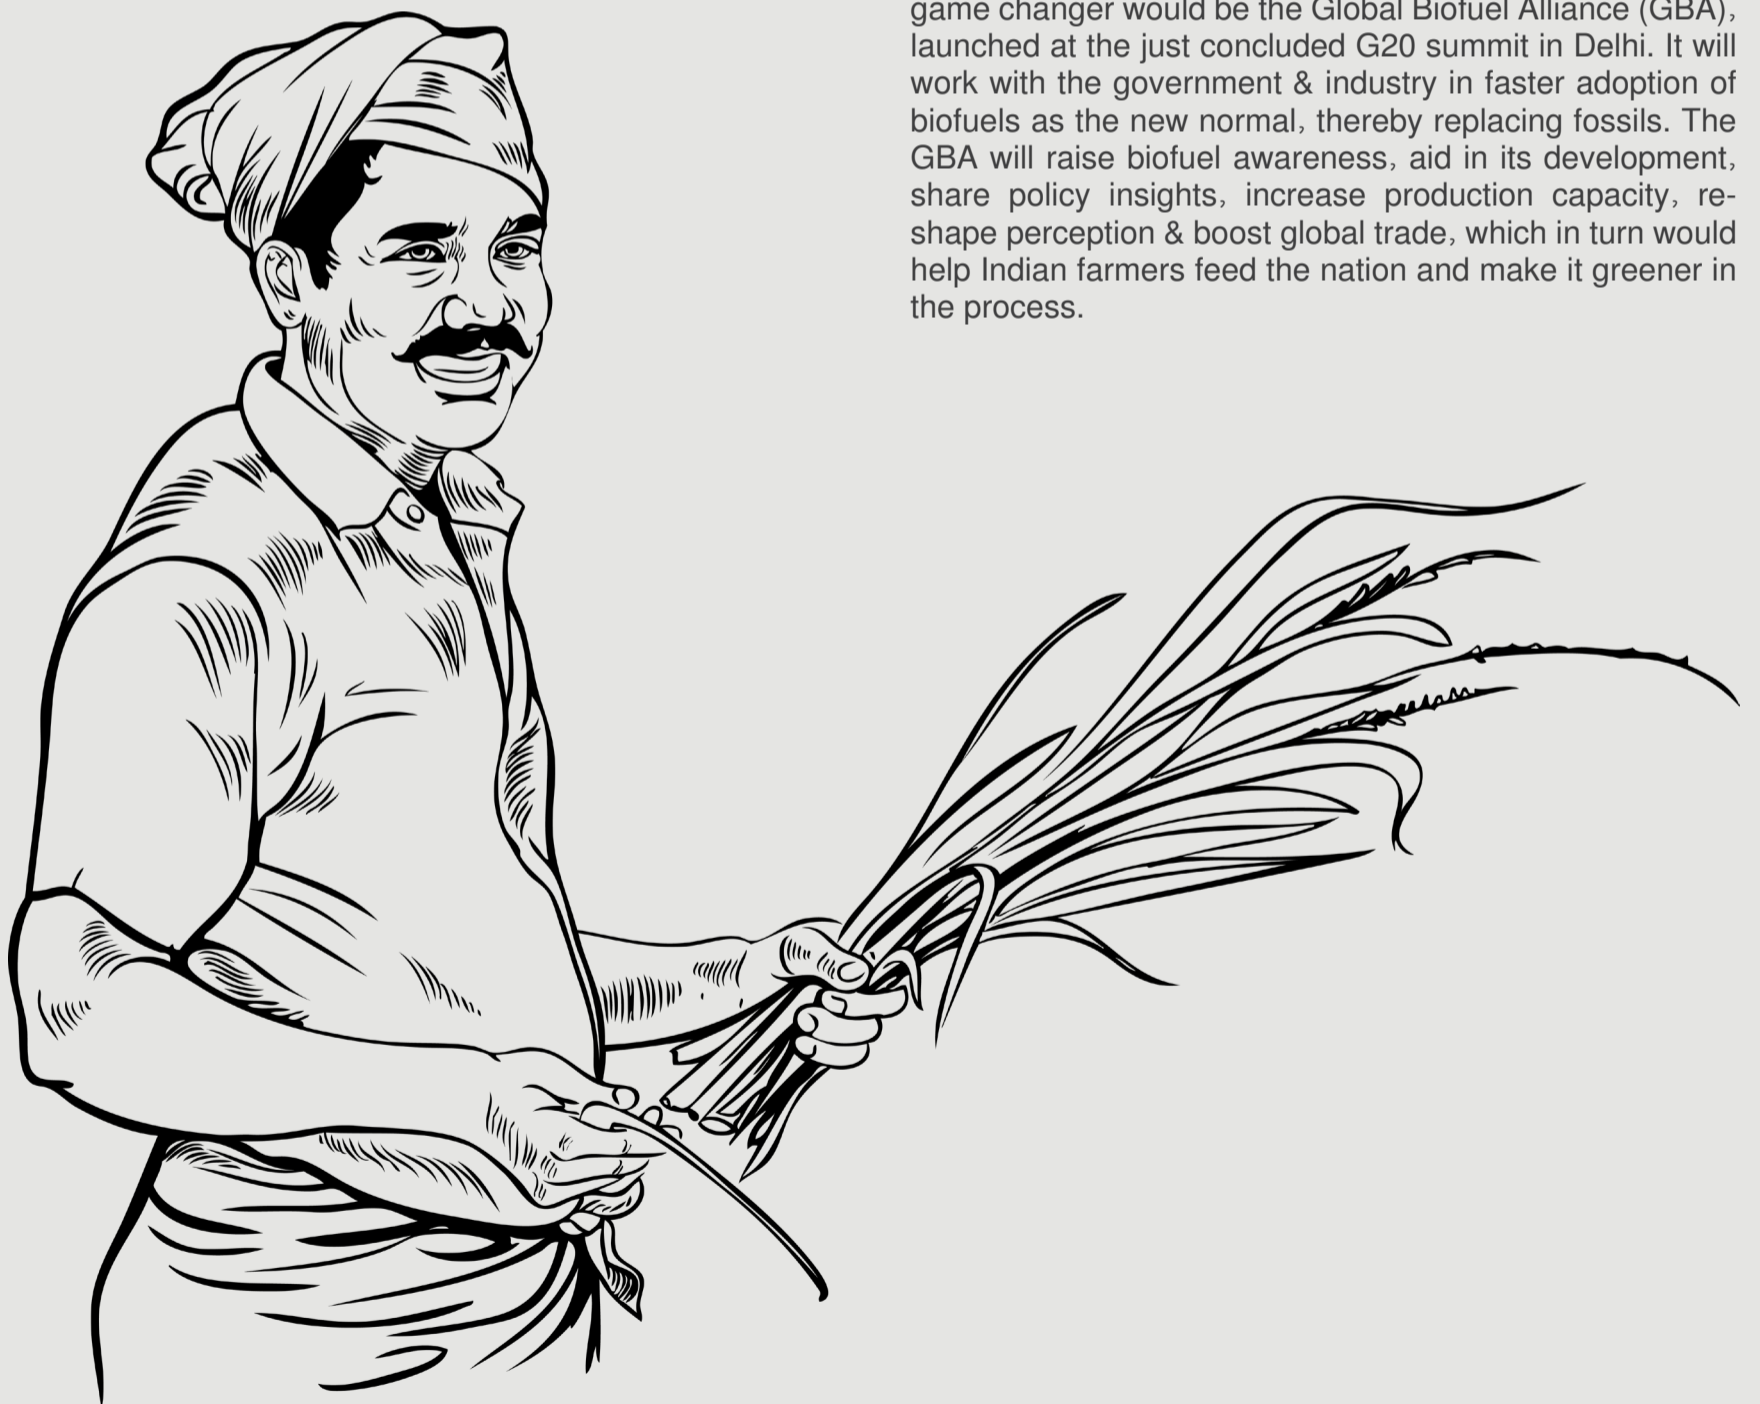 game changer would be the Global Biofuel Alliance (GBA),
launched at the just concluded G20 summit in Delhi. It will
work with the government & industry in faster adoption of
biofuels as the new normal, thereby replacing fossils. The
GBA will raise biofuel awareness, aid in its development,
share policy insights, increase production capacity, re-
shape perception & boost global trade, which in turn would
help Indian farmers feed the nation and make it greener in
the process.